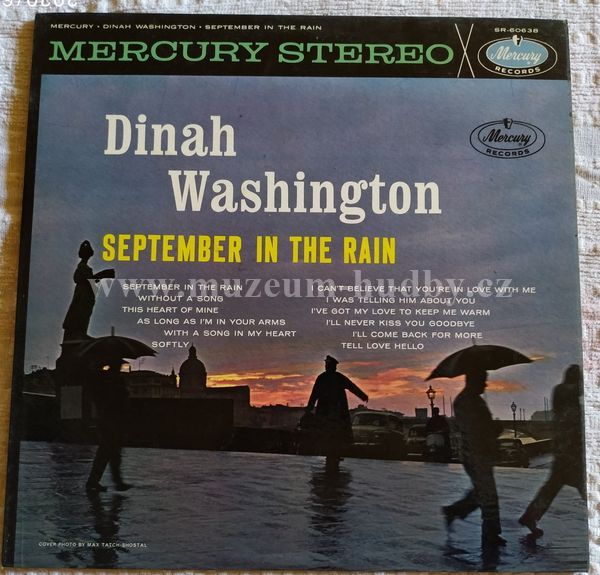 MERCURY • DINAH WASHINGTON • SEPTEMBER IN THE RAIN
MERCURY STEREO
SR-60638
Mercury
RECORDS
Mercury
RECORDS
Dinah
Washington
SEPTEMBER IN THE RAIN
SEPTEMBER IN THE RAIN
WITHOUT A SONG
THIS HEART OF MINE
AS LONG AS I'M IN YOUR ARMS
WITH A SONG IN MY HEART
SOFTLY
I CAN'T BELIEVE THAT YOU'RE IN LOVE WITH ME
I WAS TELLING HIM ABOUT YOU
I'VE GOT MY LOVE TO KEEP ME WARM
I'LL NEVER KISS YOU GOODBYE
I'LL COME BACK FOR MORE
TELL LOVE HELLO
www.muzeum-hudby.cz
COVER PHOTO BY MAX TATCH-SHOSTAL